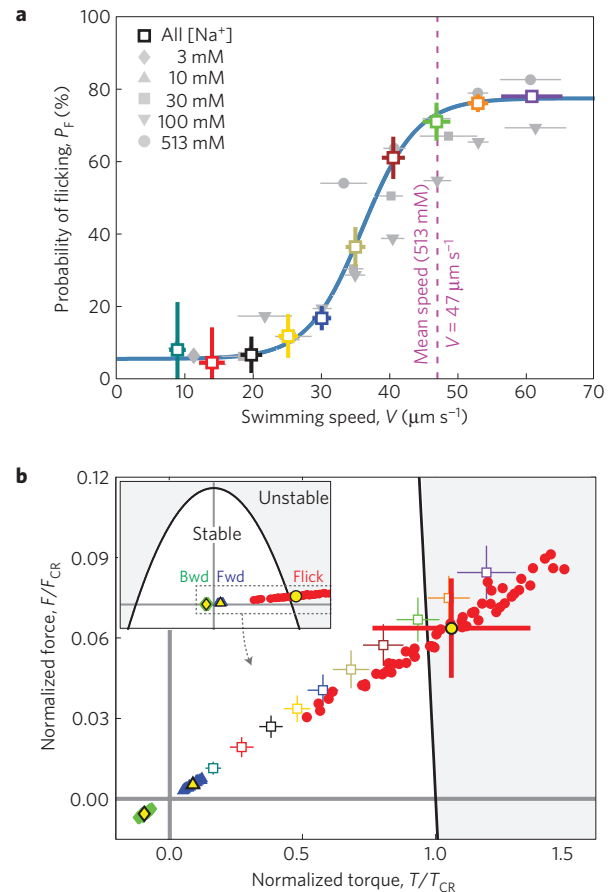 a
All [Na⁺]
3 mM
10 mM
30 mM
100 mM
513 mM
Probability of flicking, P_F (%)
100
80
60
40
20
0
Mean speed (513 mM)
V = 47 μm s⁻¹
0 10 20 30 40 50 60 70
Swimming speed, V (μm s⁻¹)
b
Normalized force, F/F_CR
0.12
0.09
0.06
0.03
0.00
Unstable
Stable
Bwd Fwd Flick
0.0 0.5 1.0 1.5
Normalized torque, T/T_CR